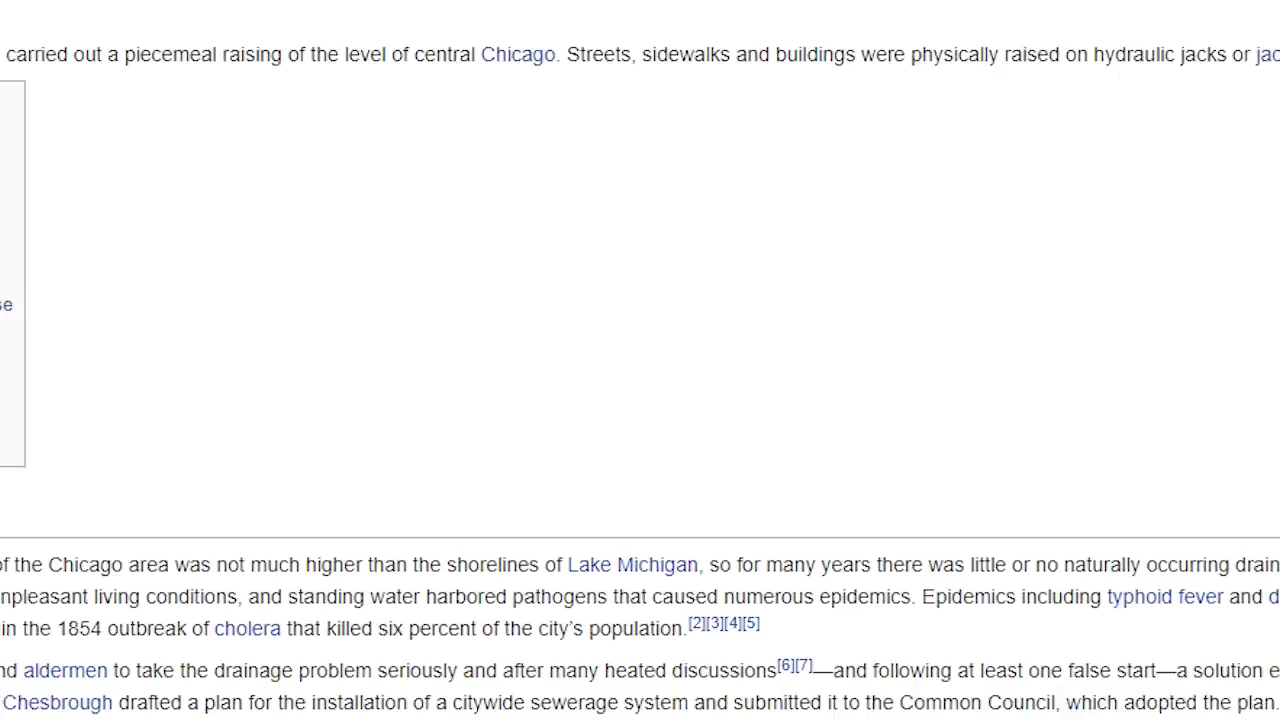 carried out a piecemeal raising of the level of central Chicago. Streets, sidewalks and buildings were physically raised on hydraulic jacks or
of the Chicago area was not much higher than the shorelines of Lake Michigan, so for many years there was little or no naturally occurring
living conditions, and standing water harbored pathogens that caused numerous epidemics. Epidemics including typhoid fever and
in the 1854 outbreak of cholera that killed six percent of the city’s population.[2][3][4][5]
aldermen to take the drainage problem seriously and after many heated discussions[6][7]—and following at least one false start—a solution
Chesbrough drafted a plan for the installation of a citywide sewerage system and submitted it to the Common Council, which adopted the plan.